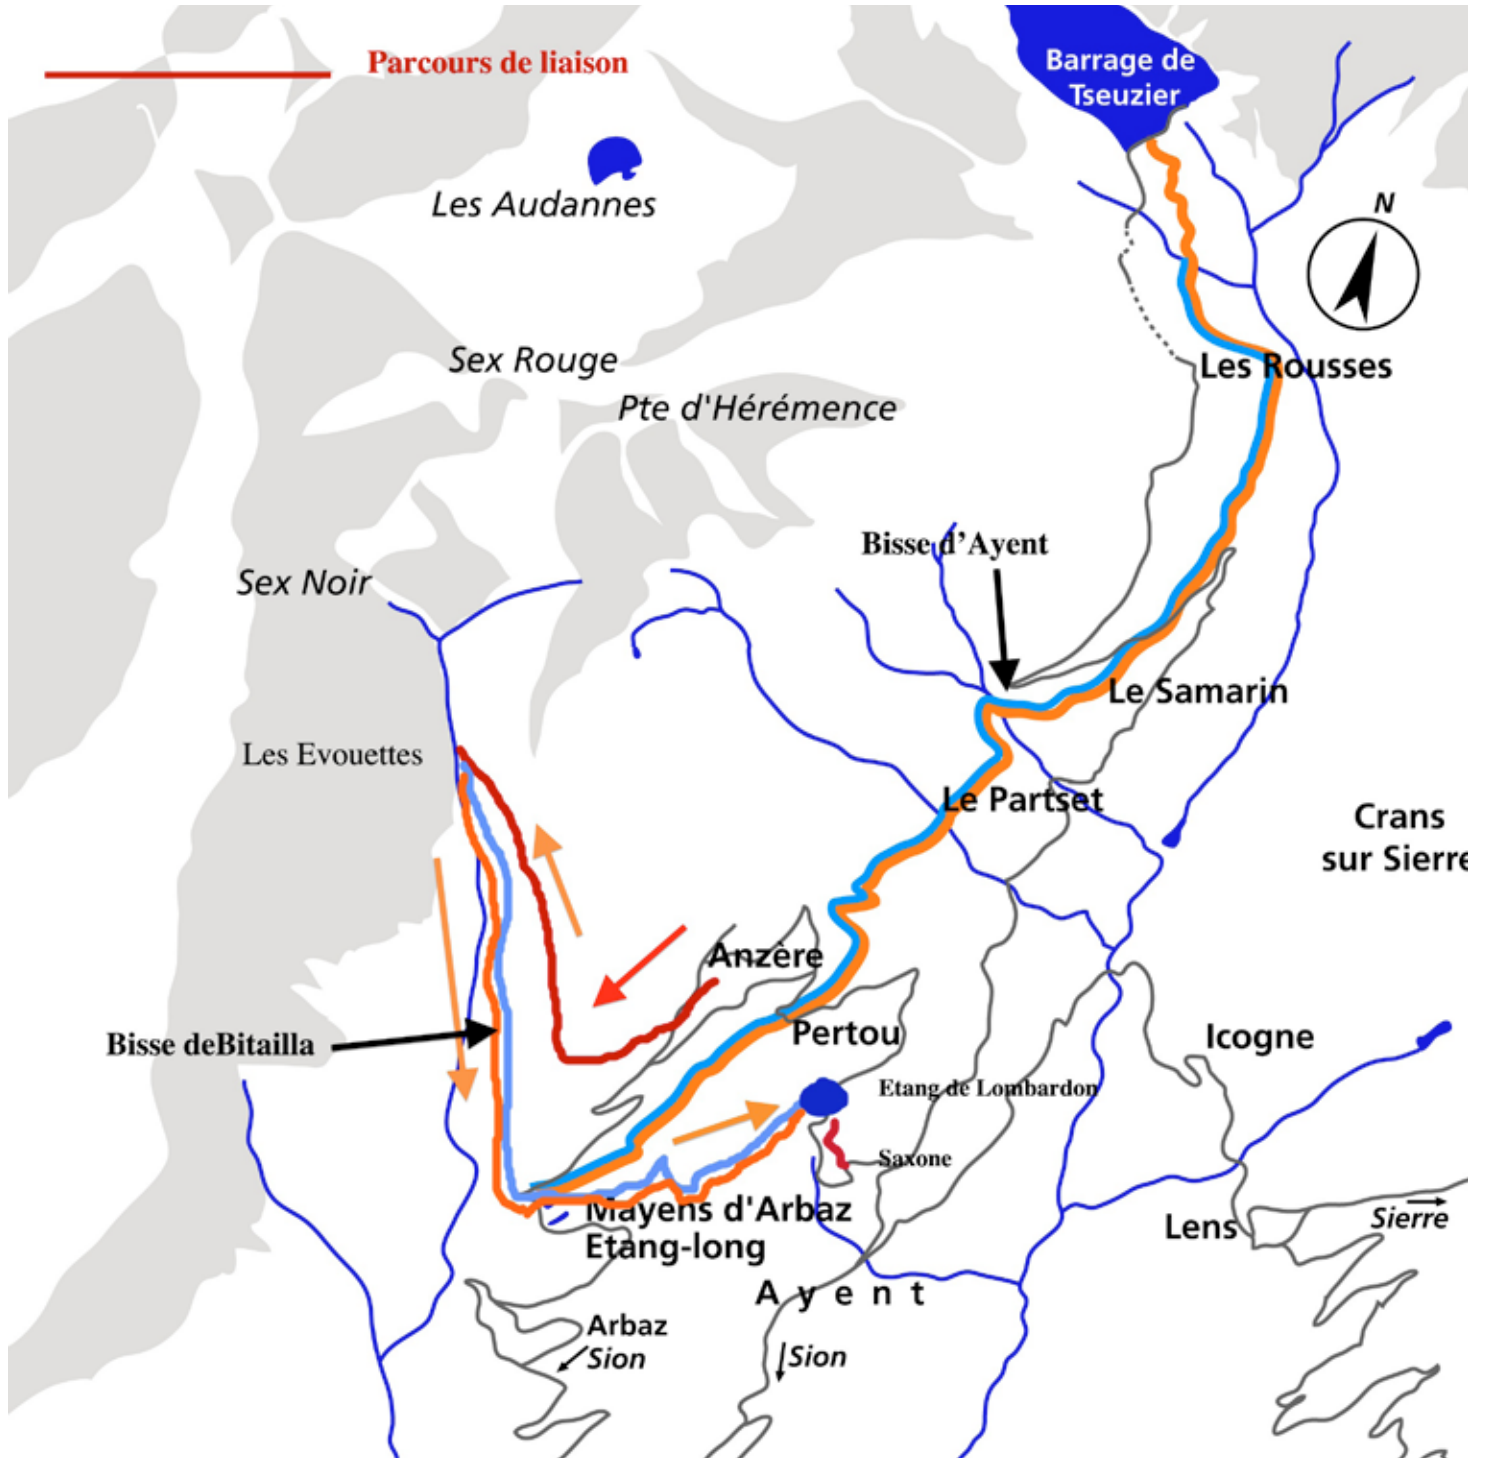 Parcours de liaison
Barrage de
Tseuzier
Les Audannes
N
Sex Rouge
Les Rousses
Pte d'Hérémence
Bisse d'Ayent
Sex Noir
Le Samarin
Les Evouettes
Le Partset
Crans
sur Sierre
Anzère
Pertou
Icogne
Bisse deBitailla
Etang de Lombardon
Saxone
Mayens d'Arbaz
Etang-long
Lens
Sierre
Ayent
Arbaz
Sion
Sion